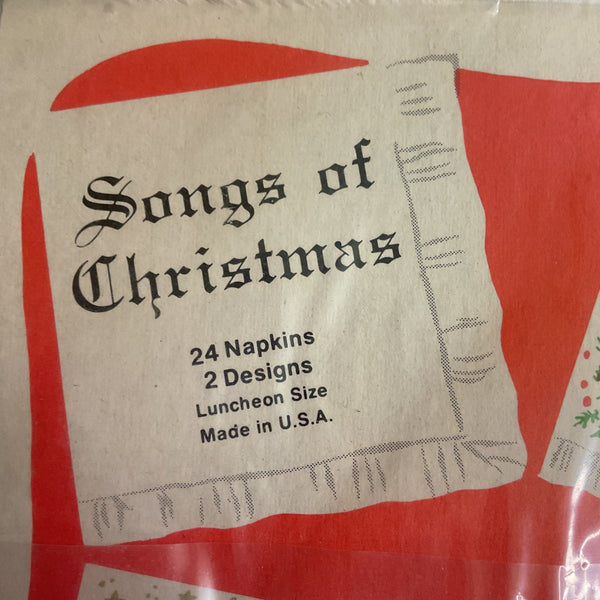 Songs of
Christmas
24 Napkins
2 Designs
Luncheon Size
Made in U.S.A.